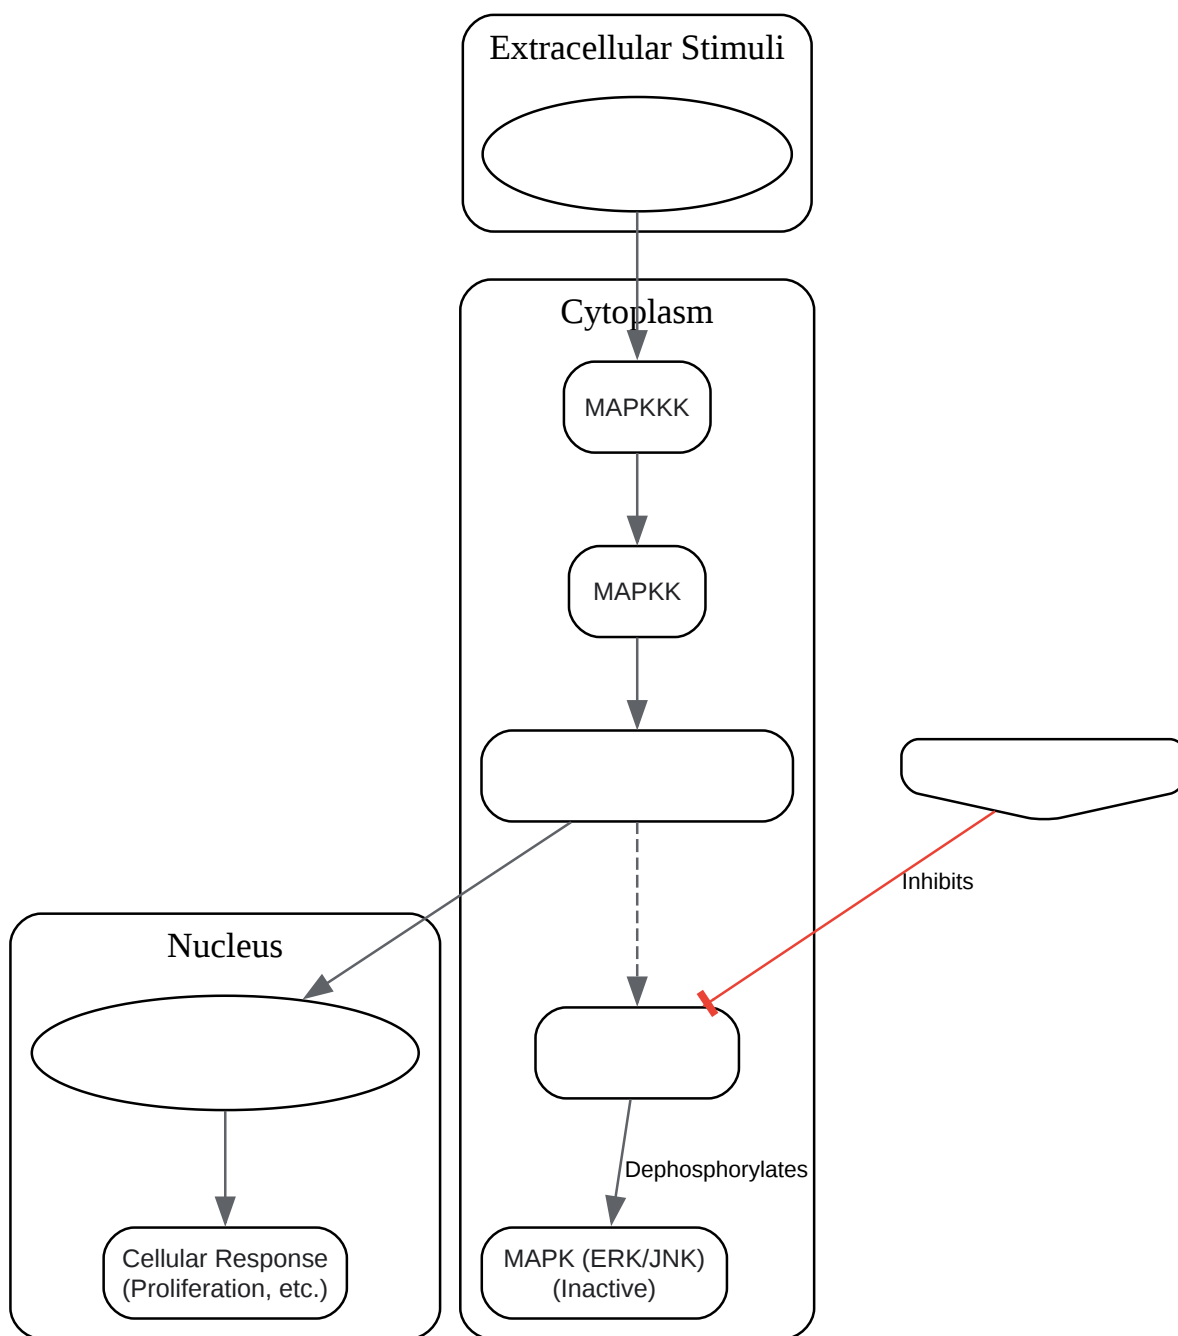 Extracellular Stimuli
Cytoplasm
MAPKKK
MAPKK
Inhibits
Nucleus
Dephosphorylates
Cellular Response
(Proliferation, etc.)
MAPK (ERK/JNK)
(Inactive)